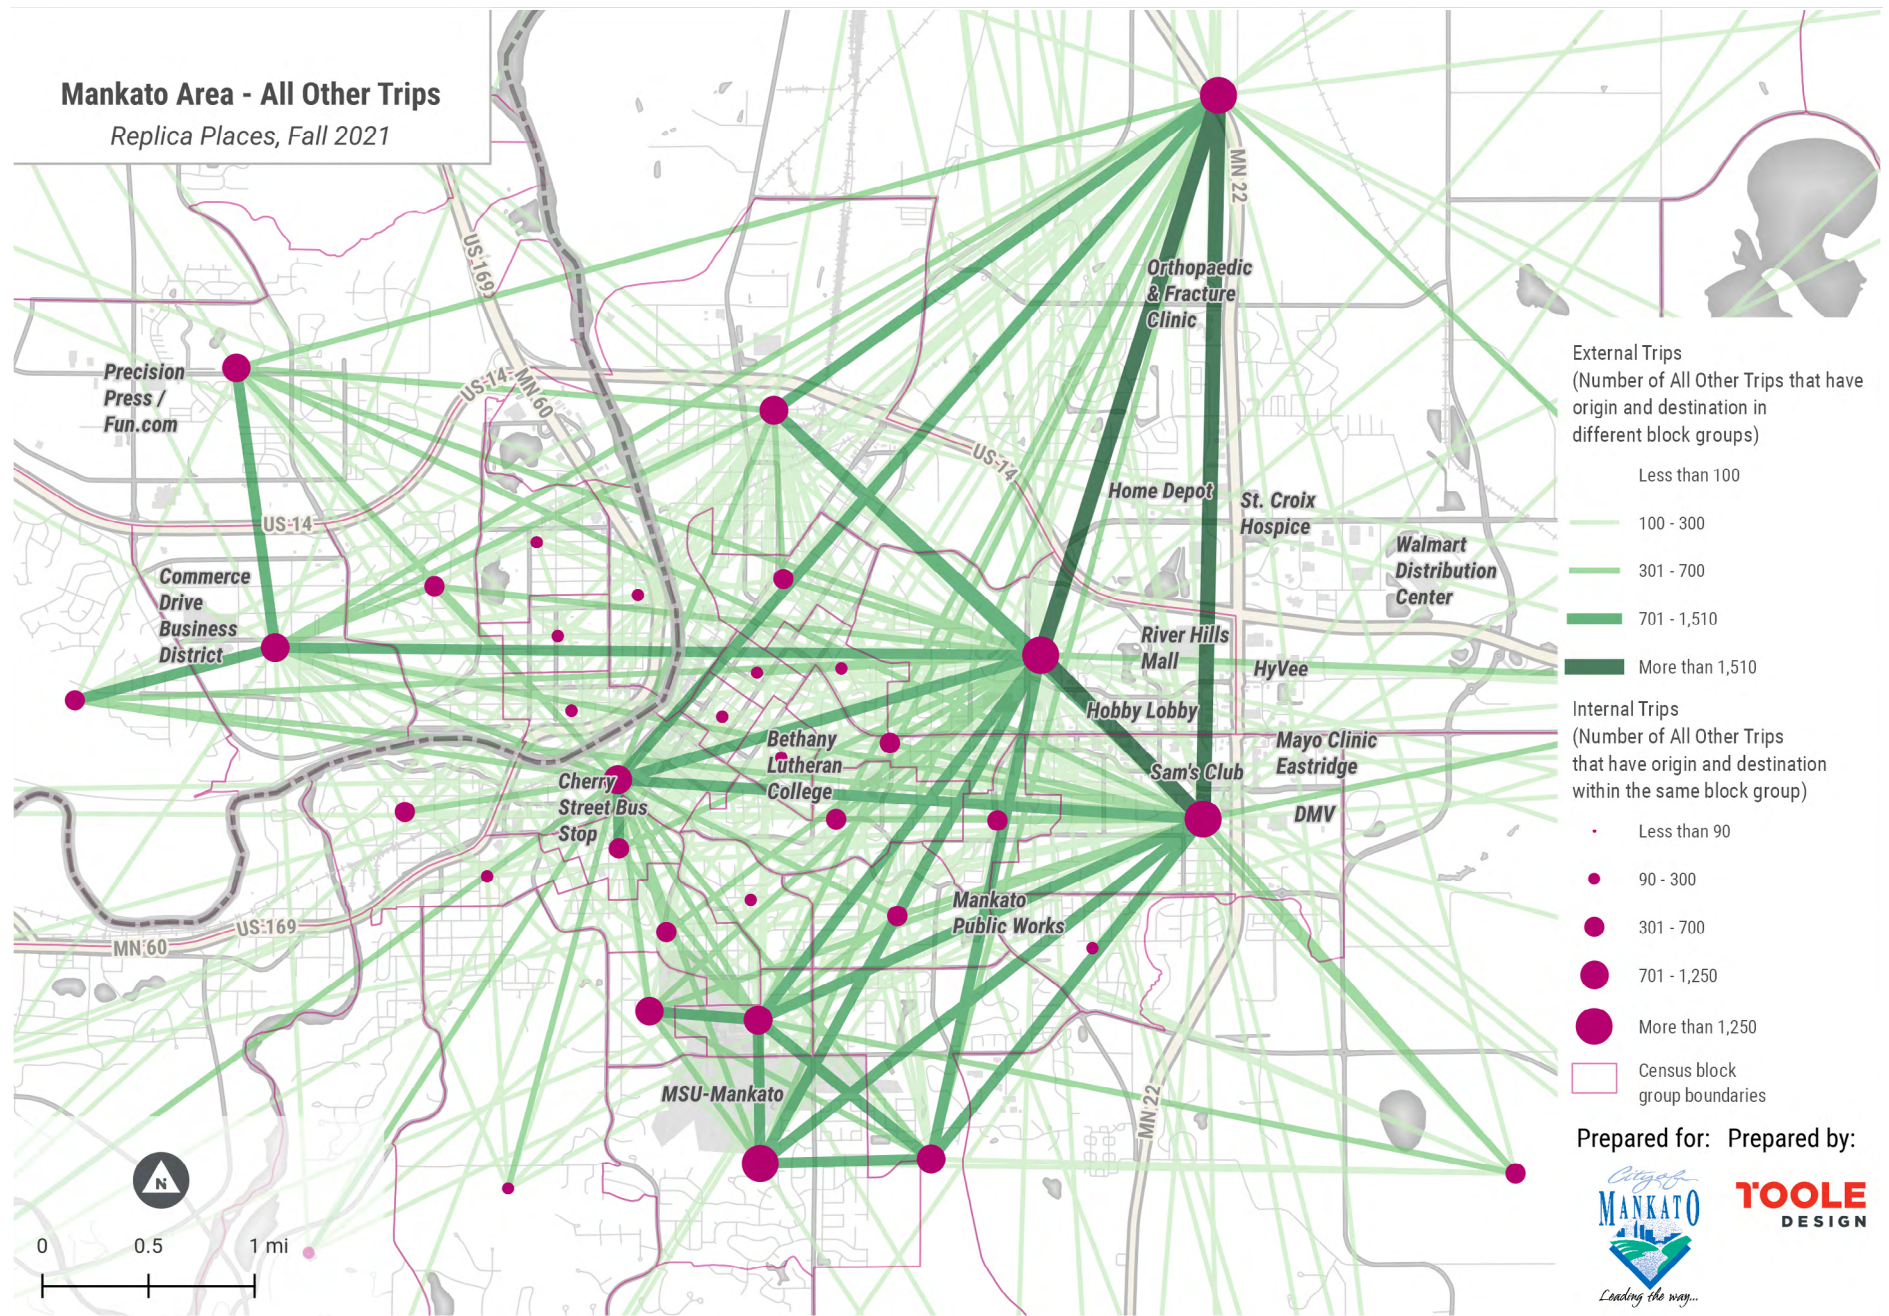 Mankato Area - All Other Trips
Replica Places, Fall 2021
MN 22
US 169
Orthopaedic
& Fracture
Clinic
Precision
Press /
Fun.com
US-14
MN 60
US-14
Home Depot
St. Croix
Hospice
US 14
Walmart
Distribution
Center
Commerce
Drive
Business
District
River Hills
Mall
HyVee
Hobby Lobby
Bethany
Lutheran
College
Mayo Clinic
Eastridge
Sam's Club
Cherry
Street Bus
Stop
DMV
Mankato
Public Works
US-169
MN 60
MSU-Mankato
MN 22
N
0 0.5 1 mi
External Trips
(Number of All Other Trips that have
origin and destination in
different block groups)
Less than 100
100 - 300
301 - 700
701 - 1,510
More than 1,510
Internal Trips
(Number of All Other Trips
that have origin and destination
within the same block group)
Less than 90
90 - 300
301 - 700
701 - 1,250
More than 1,250
Census block
group boundaries
Prepared for: Prepared by:
City of
MANKATO
Leading the way...
TOOLE
DESIGN